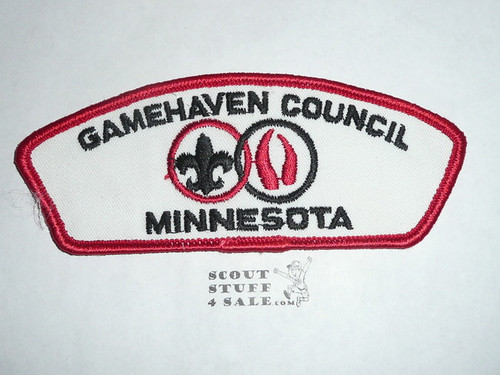 GAMEHAVEN COUNCIL
MINNESOTA
SCOUT
STUFF
4 SALE.COM